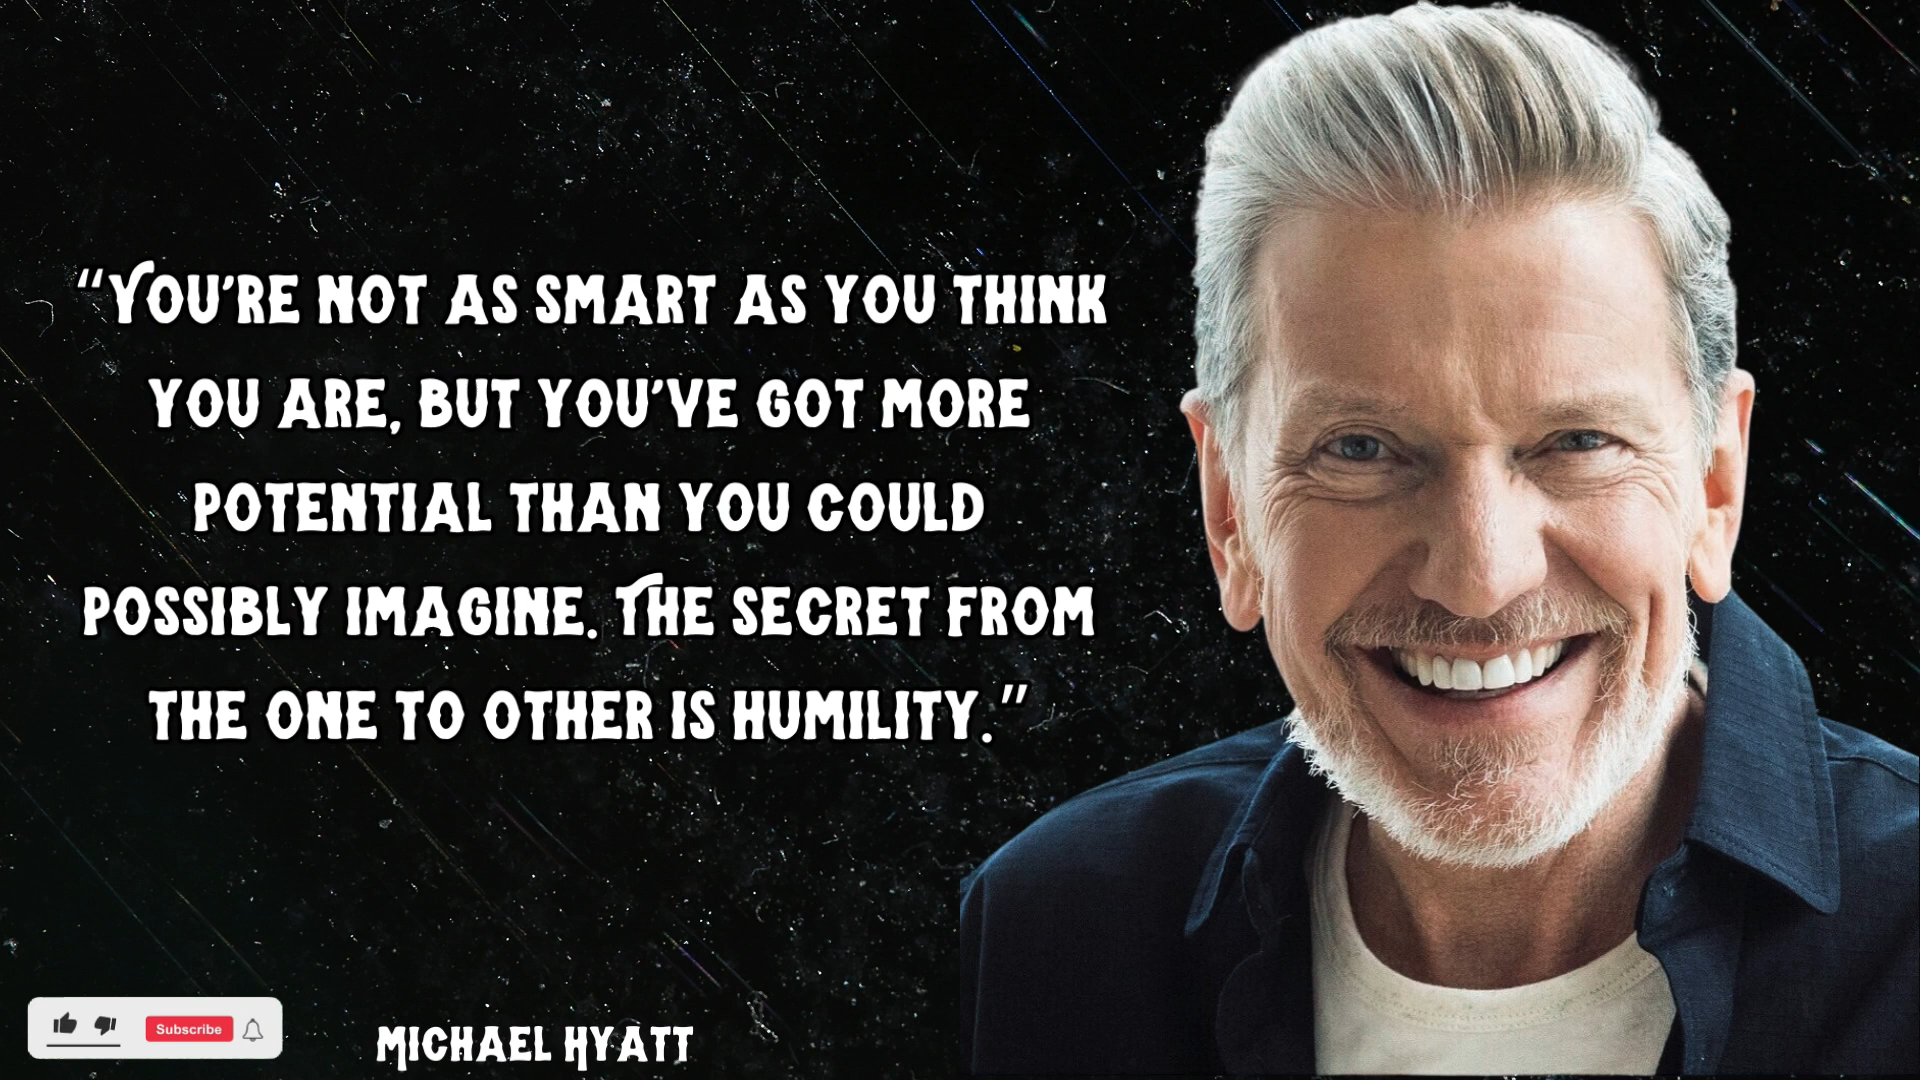 “You’re not as smart as you think
you are, but you’ve got more
potential than you could
possibly imagine. The secret from
the one to other is humility.”
Subscribe
Michael Hyatt